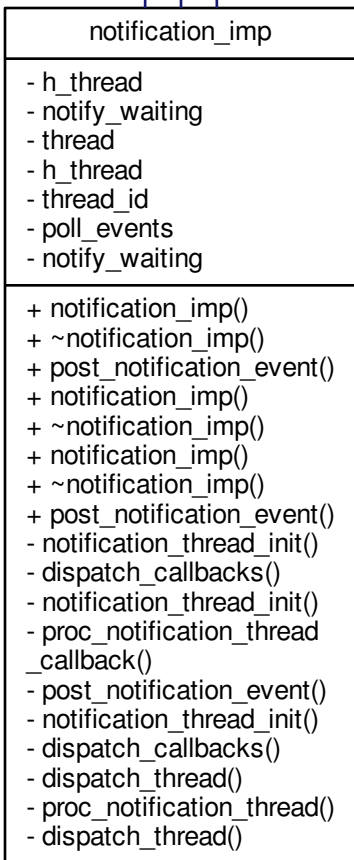 notification_imp
- h_thread
- notify_waiting
- thread
- h_thread
- thread_id
- poll_events
- notify_waiting
+ notification_imp()
+ ~notification_imp()
+ post_notification_event()
+ notification_imp()
+ ~notification_imp()
+ notification_imp()
+ ~notification_imp()
+ post_notification_event()
- notification_thread_init()
- dispatch_callbacks()
- notification_thread_init()
- proc_notification_thread
_callback()
- post_notification_event()
- notification_thread_init()
- dispatch_callbacks()
- dispatch_thread()
- proc_notification_thread()
- dispatch_thread()